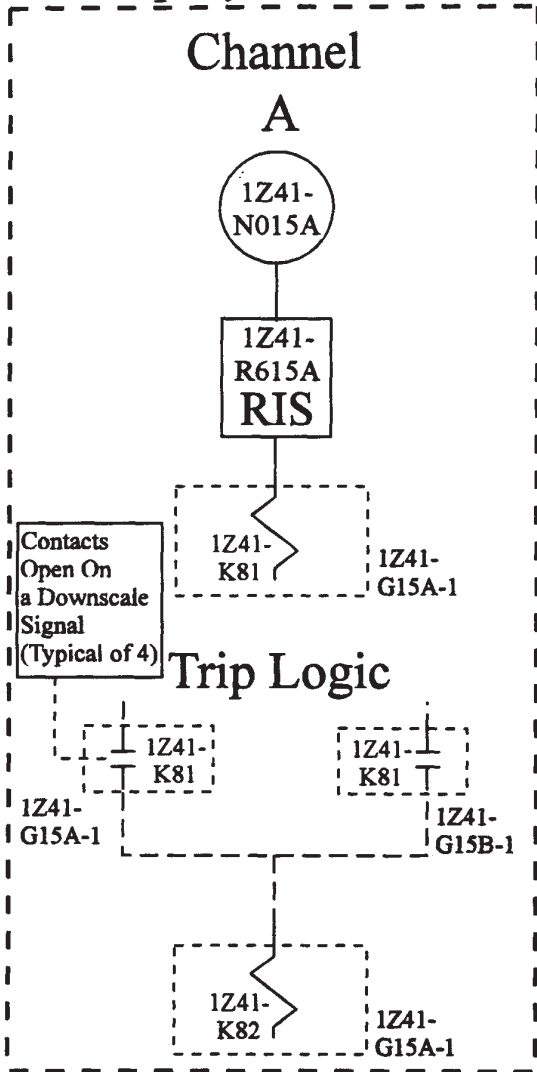 Channel
A
1Z41-
N015A
1Z41-
R615A
RIS
1Z41-
K81
1Z41-
G15A-1
Contacts
Open On
a Downscale
Signal
(Typical of 4)
Trip Logic
1Z41-
K81
1Z41-
G15A-1
1Z41-
K81
1Z41-
G15B-1
1Z41-
K82
1Z41-
G15A-1